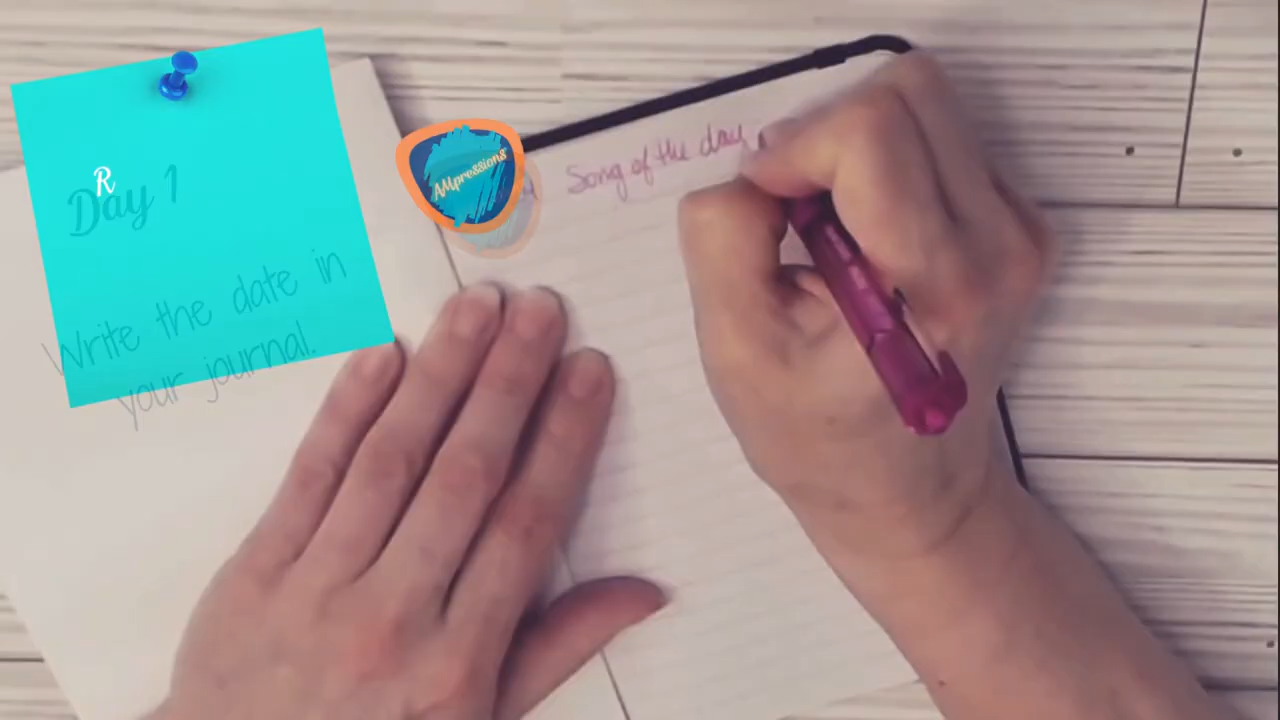 R
Day 1
Write the date in
your journal.
AMpressions
Song of the day